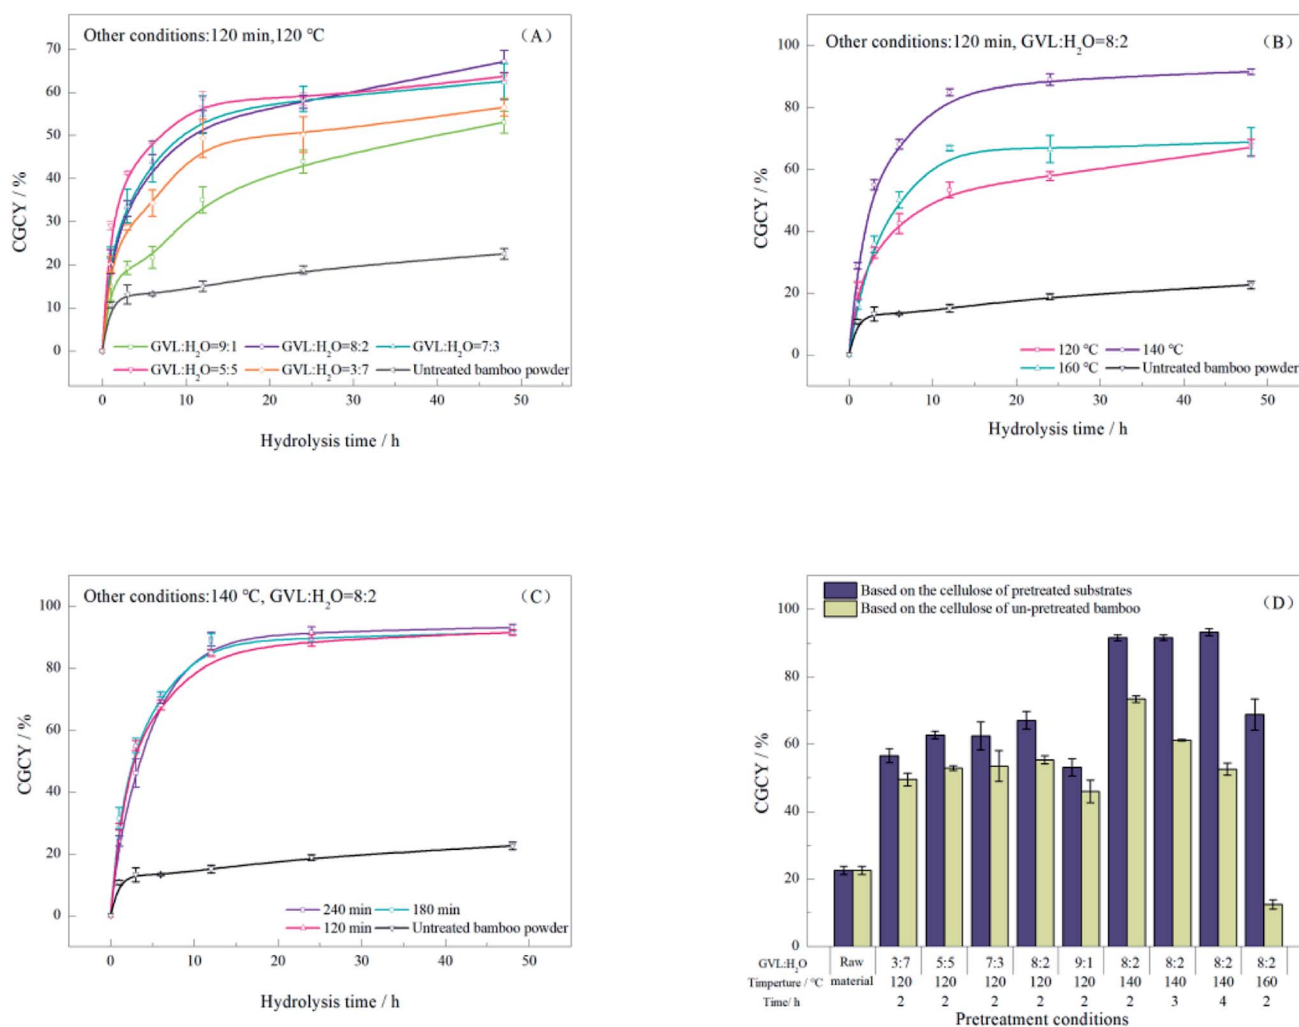 Other conditions:120 min,120 ℃
(A)
CGCY / %
70
60
50
40
30
20
10
0
GVL:H2O=9:1 GVL:H2O=8:2 GVL:H2O=7:3
GVL:H2O=5:5 GVL:H2O=3:7 Untreated bamboo powder
0 10 20 30 40 50
Hydrolysis time / h
Other conditions:120 min, GVL:H2O=8:2
(B)
CGCY / %
100
80
60
40
20
0
120 ℃ 140 ℃
160 ℃ Untreated bamboo powder
0 10 20 30 40 50
Hydrolysis time / h
Other conditions:140 ℃, GVL:H2O=8:2
(C)
CGCY / %
100
80
60
40
20
0
240 min 180 min
120 min Untreated bamboo powder
0 10 20 30 40 50
Hydrolysis time / h
Based on the cellulose of pretreated substrates
Based on the cellulose of un-pretreated bamboo
(D)
CGCY / %
100
80
60
40
20
0
GVL:H2O Raw 3:7 5:5 7:3 8:2 9:1 8:2 8:2 8:2 8:2
Timperture / °C material 120 120 120 120 120 140 140 140 160
Time/ h 2 2 2 2 2 2 3 4 2
Pretreatment conditions